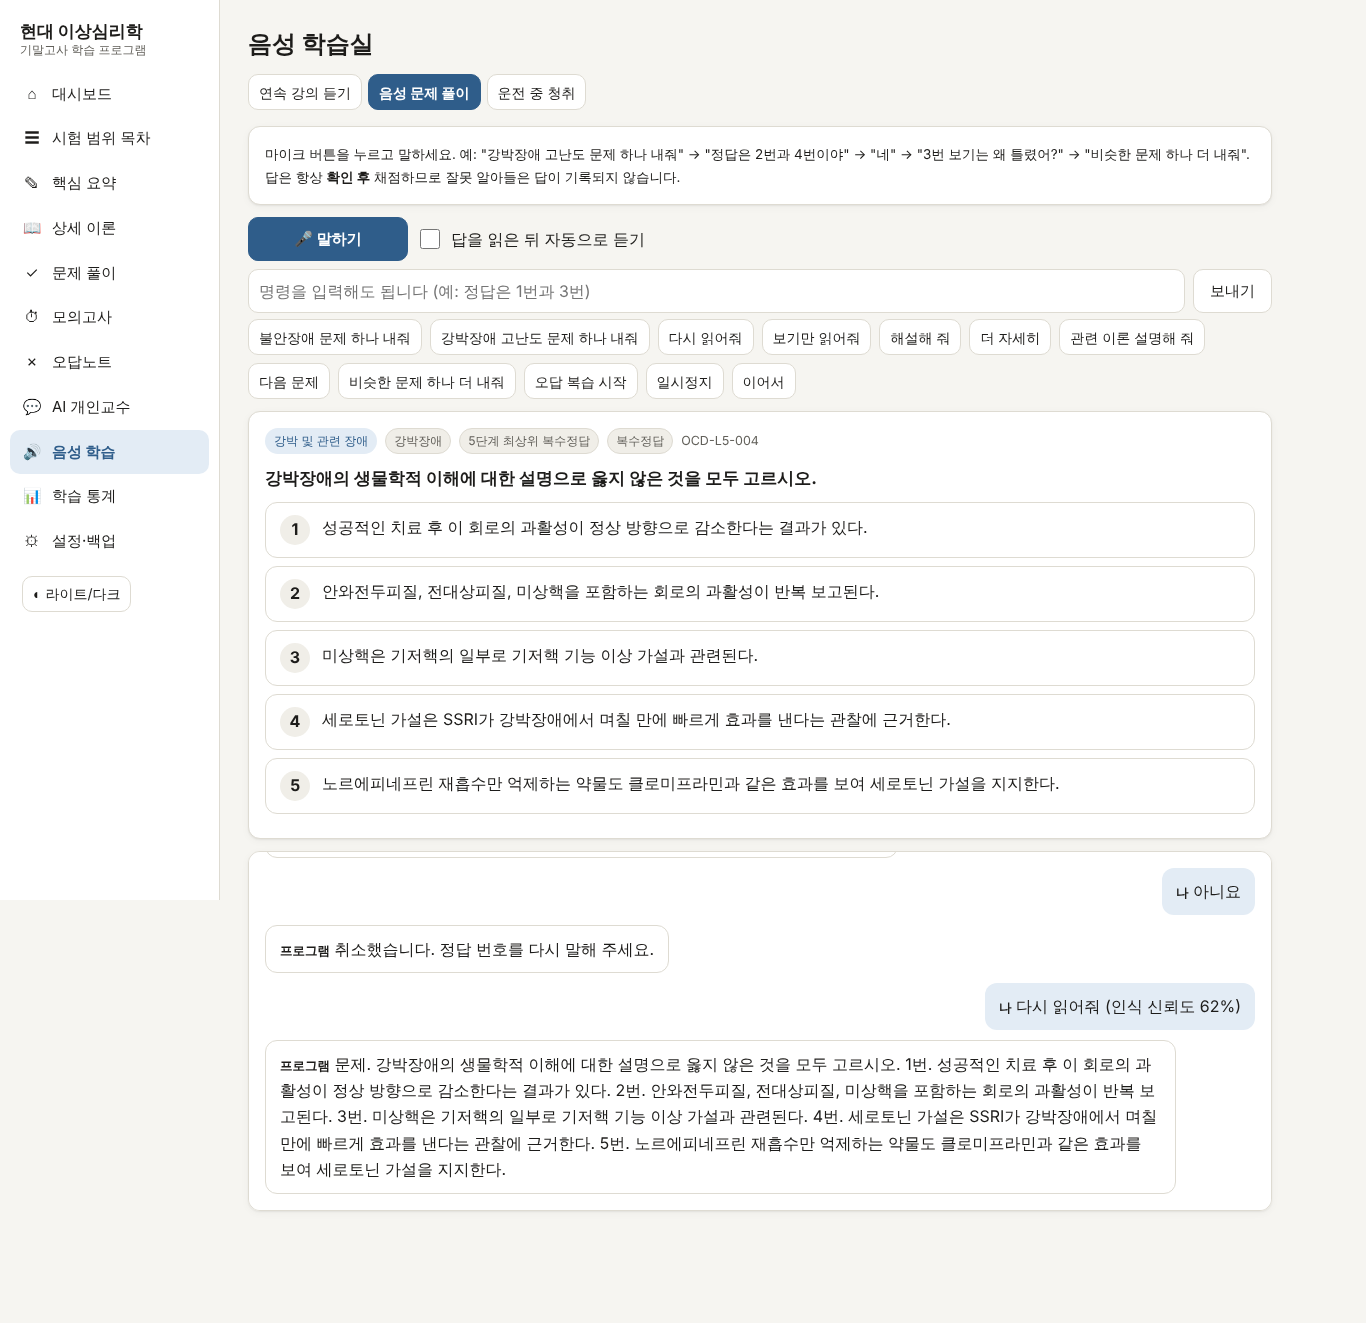 현대 이상심리학
기말고사 학습 프로그램
대시보드
시험 범위 목차
핵심 요약
상세 이론
문제 풀이
모의고사
오답노트
AI 개인교수
음성 학습
학습 통계
설정·백업
라이트/다크
음성 학습실
연속 강의 듣기 음성 문제 풀이 운전 중 청취
마이크 버튼을 누르고 말하세요. 예: "강박장애 고난도 문제 하나 내줘" → "정답은 2번과 4번이야" → "네" → "3번 보기는 왜 틀렸어?" → "비슷한 문제 하나 더 내줘".
답은 항상 확인 후 채점하므로 잘못 알아들은 답이 기록되지 않습니다.
🎤 말하기 답을 읽은 뒤 자동으로 듣기
명령을 입력해도 됩니다 (예: 정답은 1번과 3번) 보내기
불안장애 문제 하나 내줘 강박장애 고난도 문제 하나 내줘 다시 읽어줘 보기만 읽어줘 해설해 줘 더 자세히 관련 이론 설명해 줘
다음 문제 비슷한 문제 하나 더 내줘 오답 복습 시작 일시정지 이어서
강박 및 관련 장애 강박장애 5단계 최상위 복수정답 복수정답 OCD-L5-004
강박장애의 생물학적 이해에 대한 설명으로 옳지 않은 것을 모두 고르시오.
1 성공적인 치료 후 이 회로의 과활성이 정상 방향으로 감소한다는 결과가 있다.
2 안와전두피질, 전대상피질, 미상핵을 포함하는 회로의 과활성이 반복 보고된다.
3 미상핵은 기저핵의 일부로 기저핵 기능 이상 가설과 관련된다.
4 세로토닌 가설은 SSRI가 강박장애에서 며칠 만에 빠르게 효과를 낸다는 관찰에 근거한다.
5 노르에피네프린 재흡수만 억제하는 약물도 클로미프라민과 같은 효과를 보여 세로토닌 가설을 지지한다.
나 아니요
프로그램 취소했습니다. 정답 번호를 다시 말해 주세요.
나 다시 읽어줘 (인식 신뢰도 62%)
프로그램 문제. 강박장애의 생물학적 이해에 대한 설명으로 옳지 않은 것을 모두 고르시오. 1번. 성공적인 치료 후 이 회로의 과
활성이 정상 방향으로 감소한다는 결과가 있다. 2번. 안와전두피질, 전대상피질, 미상핵을 포함하는 회로의 과활성이 반복 보
고된다. 3번. 미상핵은 기저핵의 일부로 기저핵 기능 이상 가설과 관련된다. 4번. 세로토닌 가설은 SSRI가 강박장애에서 며칠
만에 빠르게 효과를 낸다는 관찰에 근거한다. 5번. 노르에피네프린 재흡수만 억제하는 약물도 클로미프라민과 같은 효과를
보여 세로토닌 가설을 지지한다.